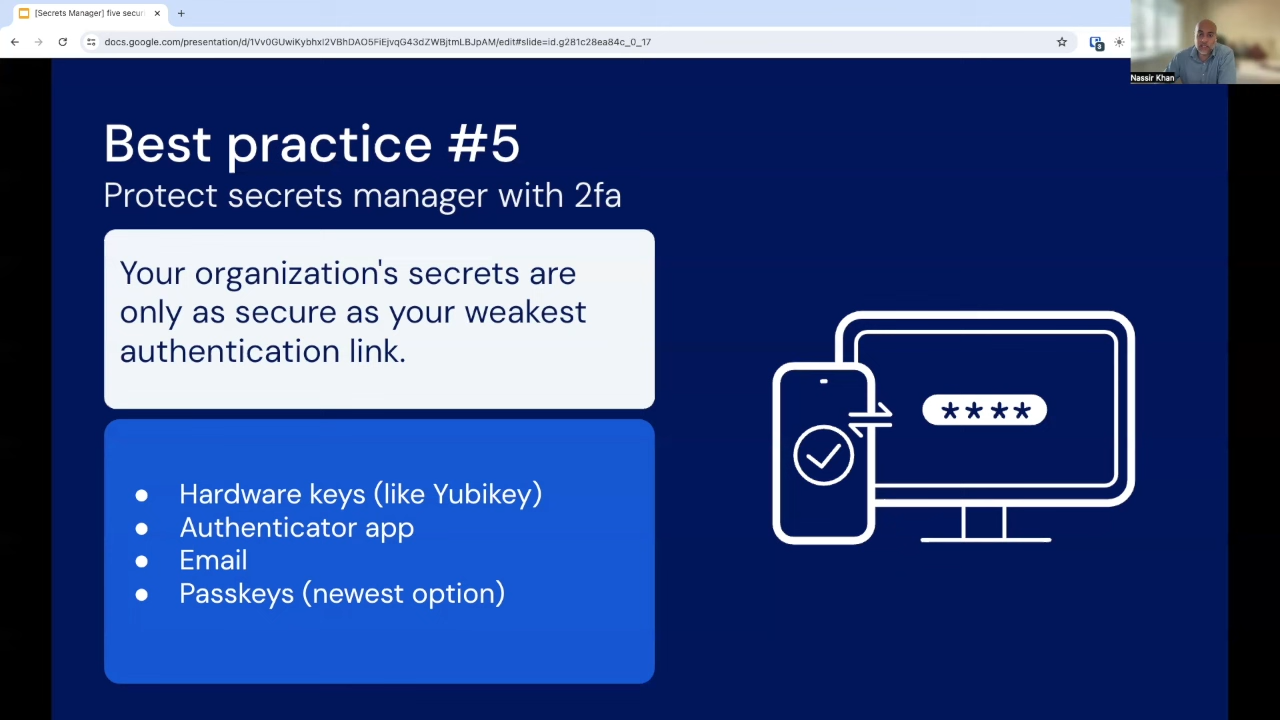 [Secrets Manager] five securi
docs.google.com/presentation/d/1Vv0GUwiKybhxI2VBhDAO5FiEjvqG43dZWBjtmLBJpAM/edit#slide=id.g281c28ea84c_0_17
Nassir Khan
Best practice #5
Protect secrets manager with 2fa
Your organization's secrets are
only as secure as your weakest
authentication link.
● Hardware keys (like Yubikey)
● Authenticator app
● Email
● Passkeys (newest option)
****